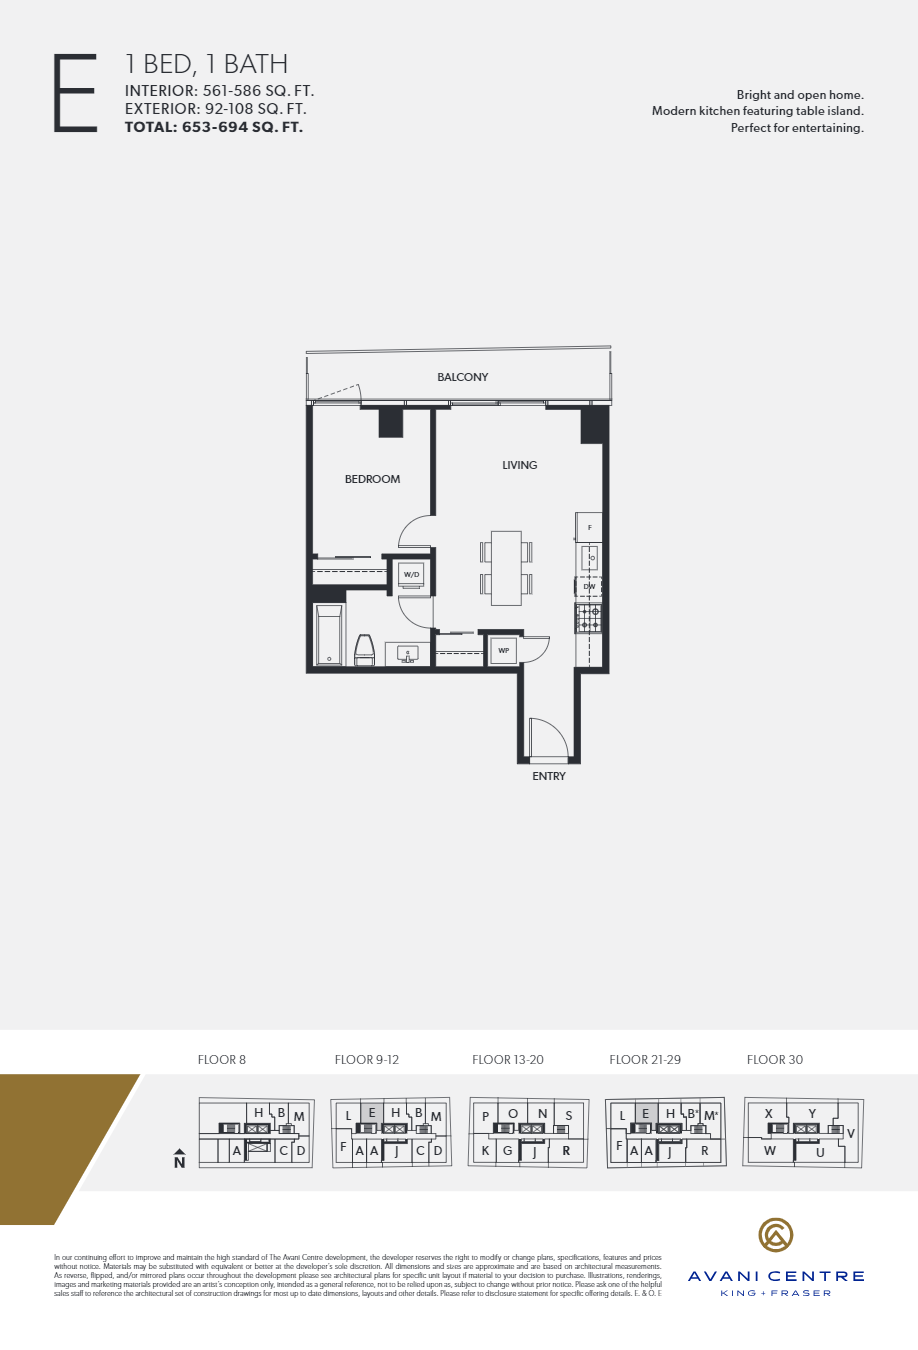 E
1 BED, 1 BATH
INTERIOR: 561-586 SQ. FT.
EXTERIOR: 92-108 SQ. FT.
TOTAL: 653-694 SQ. FT.
Bright and open home.
Modern kitchen featuring table island.
Perfect for entertaining.
BALCONY
LIVING
BEDROOM
F
W/D
DW
WP
ENTRY
FLOOR 8 FLOOR 9-12 FLOOR 13-20 FLOOR 21-29 FLOOR 30
H B M
A C D
L E H B M
F A A J C D
P O N S
K G J R
L E H B* M*
F A A J R
X Y V
W U
N
In our continuing effort to improve and maintain the high standard of The Avani Centre development, the developer reserves the right to modify or change plans, specifications, features and prices
without notice. Materials may be substituted with equivalent or better at the developer's sole discretion. All dimensions and sizes are approximate and are based on architectural measurements.
As reverse, flipped, and/or mirrored plans occur throughout the development please see architectural plans for specific unit layout if material to your decision to purchase. Illustrations, renderings,
images and marketing materials provided are an artist's conception only, intended as a general reference, not to be relied upon as, subject to change without prior notice. Please ask one of the helpful
sales staff to reference the architectural set of construction drawings for most up to date dimensions, layouts and other details. Please refer to disclosure statement for specific offering details. E. & O. E
AVANI CENTRE
KING + FRASER